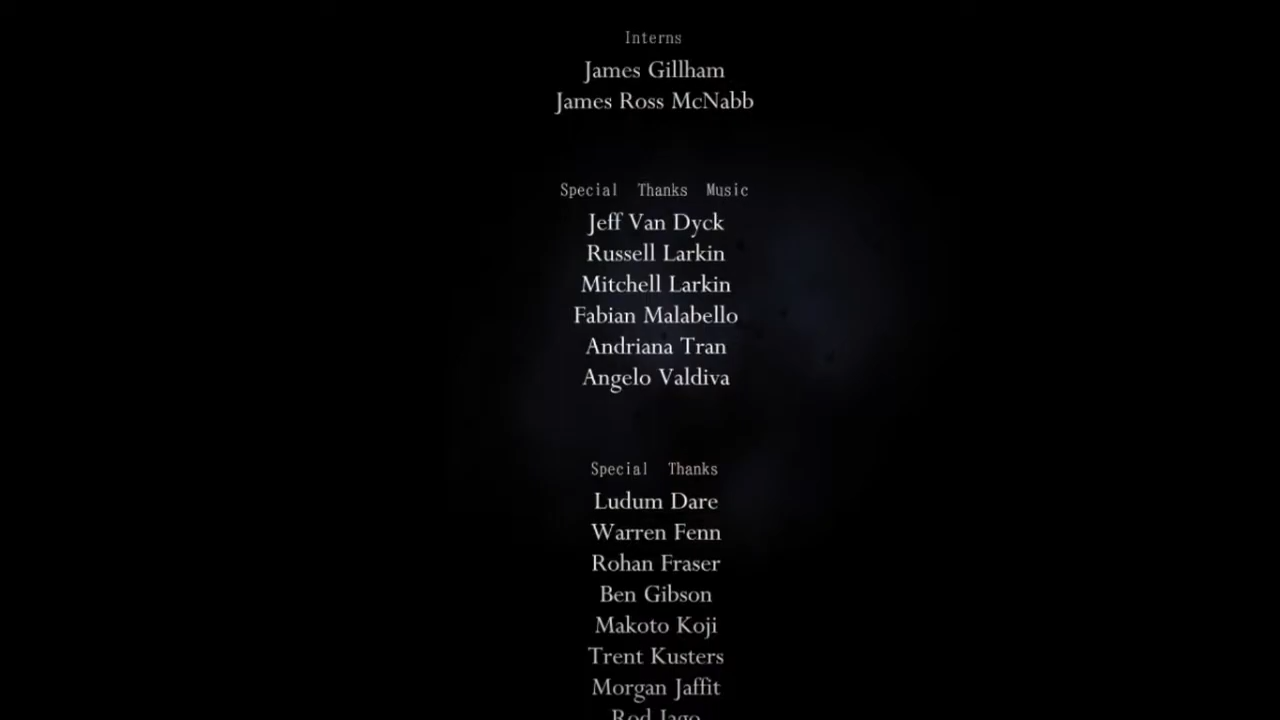 Interns
James Gillham
James Ross McNabb
Special Thanks Music
Jeff Van Dyck
Russell Larkin
Mitchell Larkin
Fabian Malabello
Andriana Tran
Angelo Valdiva
Special Thanks
Ludum Dare
Warren Fenn
Rohan Fraser
Ben Gibson
Makoto Koji
Trent Kusters
Morgan Jaffit
Rod Jago